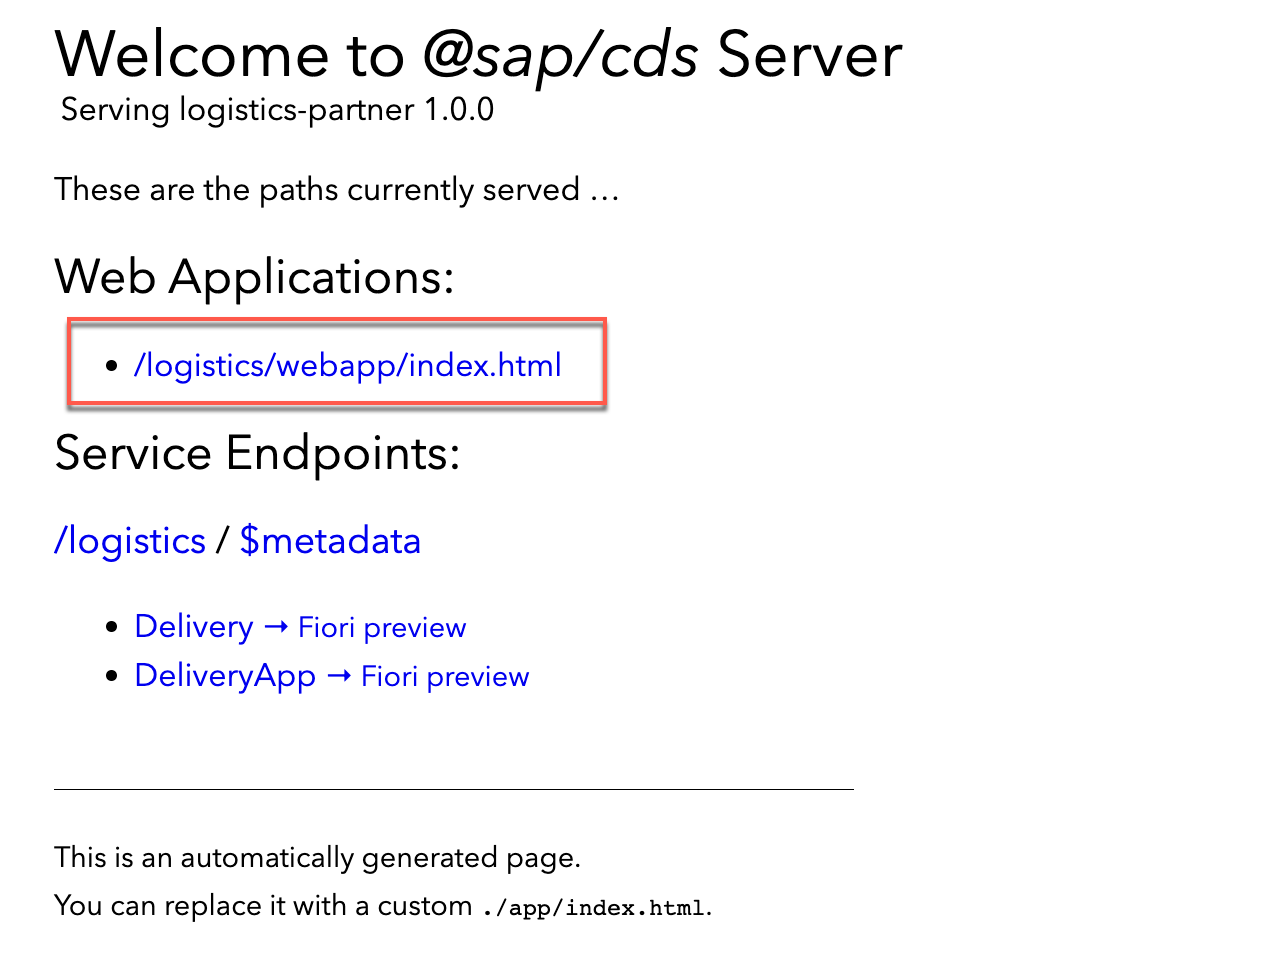 Welcome to @sap/cds Server
Serving logistics-partner 1.0.0
These are the paths currently served …
Web Applications:
• /logistics/webapp/index.html
Service Endpoints:
/logistics / $metadata
• Delivery → Fiori preview
• DeliveryApp → Fiori preview
This is an automatically generated page.
You can replace it with a custom ./app/index.html.